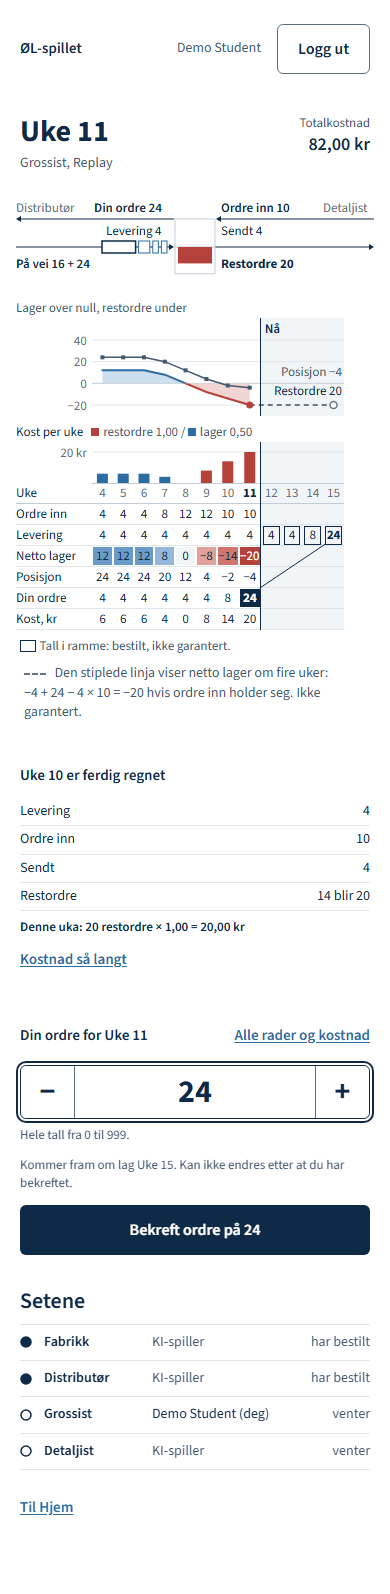 ØL-spillet Demo Student Logg ut
Uke 11 Totalkostnad
82,00 kr
Grossist, Replay
Distributør Din ordre 24 Ordre inn 10 Detaljist
Levering 4 Sendt 4
På vei 16 + 24 Restordre 20
Lager over null, restordre under
Nå
40
20
0
−20
Posisjon −4
Restordre 20
Kost per uke restordre 1,00 / lager 0,50
20 kr
Uke 4 5 6 7 8 9 10 11 12 13 14 15
Ordre inn 4 4 4 8 12 12 10 10
Levering 4 4 4 4 4 4 4 4 4 4 8 24
Netto lager 12 12 12 8 0 −8 −14 −20
Posisjon 24 24 24 20 12 4 −2 −4
Din ordre 4 4 4 4 4 4 8 24
Kost, kr 6 6 6 4 0 8 14 20
Tall i ramme: bestilt, ikke garantert.
Den stiplede linja viser netto lager om fire uker:
−4 + 24 − 4 × 10 = −20 hvis ordre inn holder seg. Ikke
garantert.
Uke 10 er ferdig regnet
Levering 4
Ordre inn 10
Sendt 4
Restordre 14 blir 20
Denne uka: 20 restordre × 1,00 = 20,00 kr
Kostnad så langt
Din ordre for Uke 11 Alle rader og kostnad
− 24 +
Hele tall fra 0 til 999.
Kommer fram om lag Uke 15. Kan ikke endres etter at du har
bekreftet.
Bekreft ordre på 24
Setene
Fabrikk KI-spiller har bestilt
Distributør KI-spiller har bestilt
Grossist Demo Student (deg) venter
Detaljist KI-spiller venter
Til Hjem